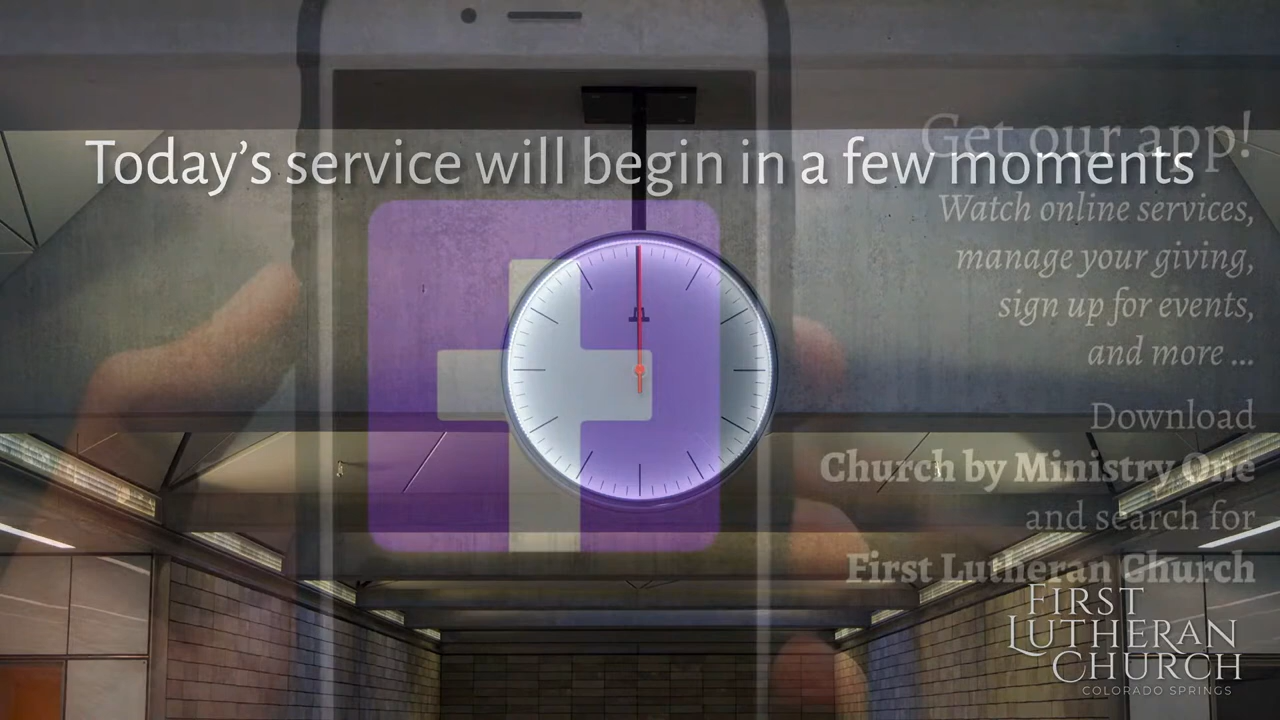 Today's service will begin in a few moments
Get our app!
Watch online services,
manage your giving,
sign up for events,
and more ...
Download
Church by Ministry One
and search for
First Lutheran Church
FIRST
LUTHERAN
CHURCH
COLORADO SPRINGS